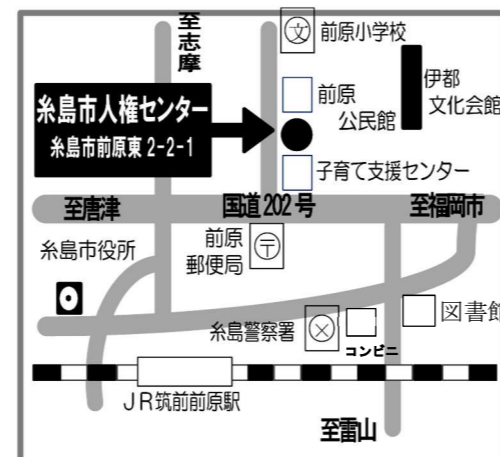 至志摩
文
前原小学校
糸島市人権センター
糸島市前原東 2-2-1
前原
公民館
伊都
文化会館
子育て支援センター
至唐津
国道202号
至福岡市
糸島市役所
前原
郵便局
〒
糸島警察署
コンビニ
図書館
JR筑前前原駅
至雷山